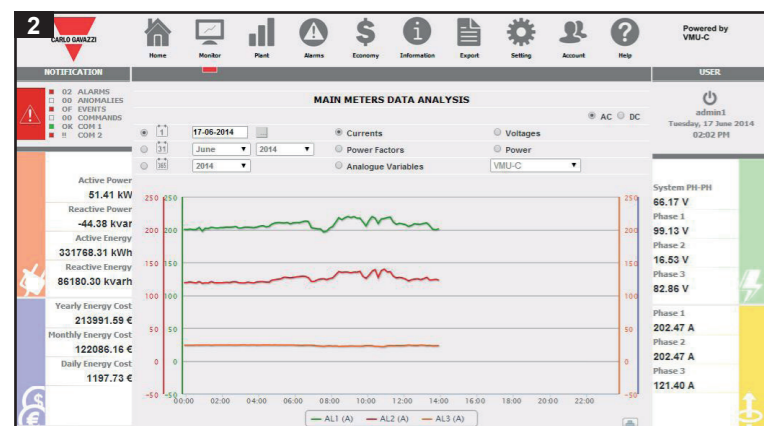 2
CARLO GAVAZZI
Home Monitor Plant Alarms Economy Information Export Setting Account Help
Powered by
VMU-C
NOTIFICATION
USER
02 ALARMS
00 ANOMALIES
OF EVENTS
00 COMMANDS
OK COM 1
!! COM 2
MAIN METERS DATA ANALYSIS
AC DC
1 17-06-2014 Currents Voltages
31 June 2014 Power Factors Power
365 2014 Analogue Variables VMU-C
admin1
Tuesday, 17 June 2014
02:02 PM
Active Power
51.41 kW
Reactive Power
-44.38 kvar
Active Energy
331768.31 kWh
Reactive Energy
86180.30 kvarh
Yearly Energy Cost
213991.59 €
Monthly Energy Cost
122086.16 €
Daily Energy Cost
1197.73 €
$
€
250 250 250
200 200 200
150 150 150
100 100 100
50 50 50
0 0 0
-50 -50 -50
00:00 02:00 04:00 06:00 08:00 10:00 12:00 14:00 16:00 18:00 20:00 22:00
AL1 (A) AL2 (A) AL3 (A)
System PH-PH
66.17 V
Phase 1
99.13 V
Phase 2
16.53 V
Phase 3
82.86 V
Phase 1
202.47 A
Phase 2
202.47 A
Phase 3
121.40 A